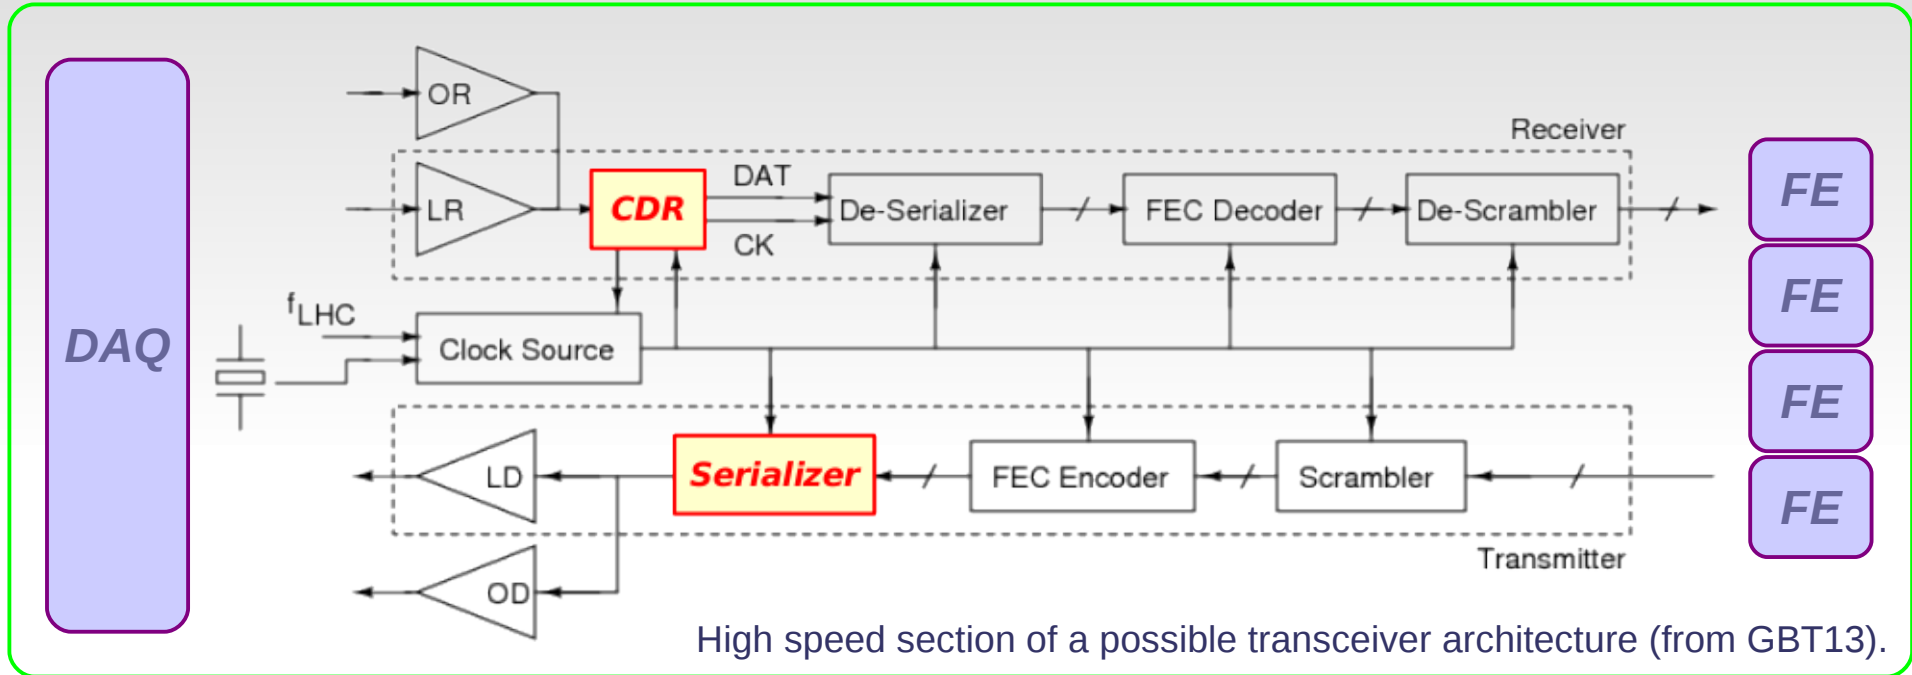 OR
Receiver
DAT
LR
CDR
De-Serializer
FEC Decoder
De-Scrambler
FE
CK
FE
fLHC
DAQ
Clock Source
FE
LD
Serializer
FEC Encoder
Scrambler
FE
Transmitter
OD
High speed section of a possible transceiver architecture (from GBT13).